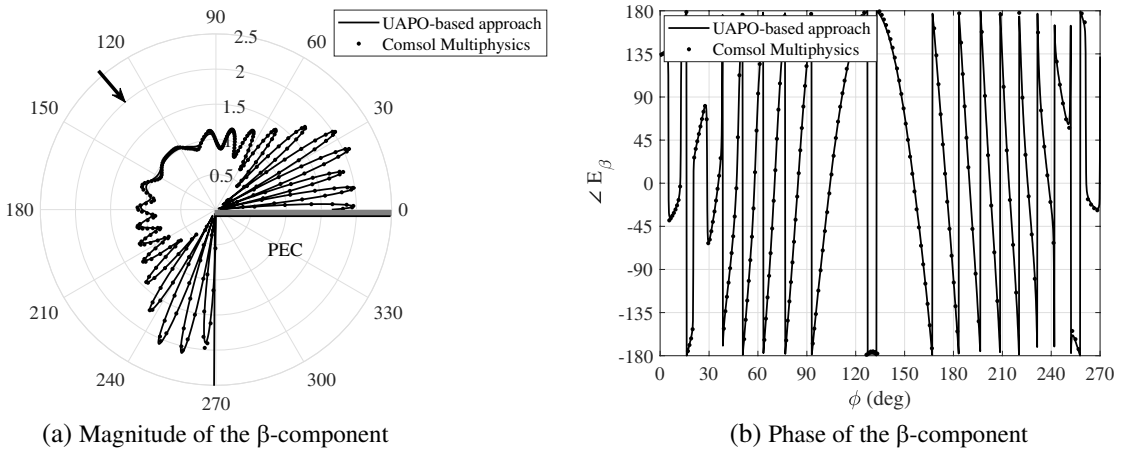 90
120
60
150
30
180
0
210
330
240
300
270
2.5
2
1.5
1
0.5
UAPO-based approach
Comsol Multiphysics
PEC
(a) Magnitude of the β-component
180
135
90
45
0
-45
-90
-135
-180
∠ E_β
UAPO-based approach
Comsol Multiphysics
0 30 60 90 120 150 180 210 240 270
ϕ (deg)
(b) Phase of the β-component